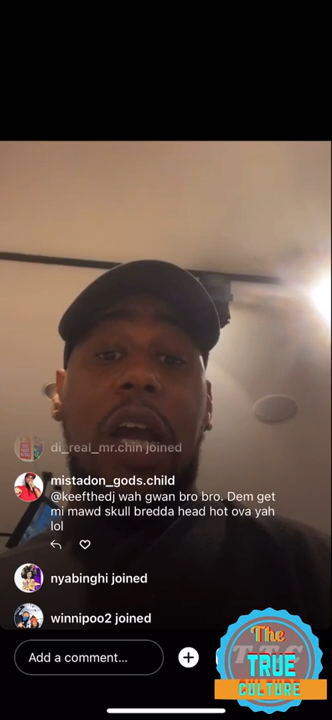 di_real_mr.chin joined
mistadon_gods.child
@keefthedj wah gwan bro bro. Dem get
mi mawd skull bredda head hot ova yah
lol
nyabinghi joined
winnipoo2 joined
Add a comment...
The
T.T.C
TRUE
CULTURE